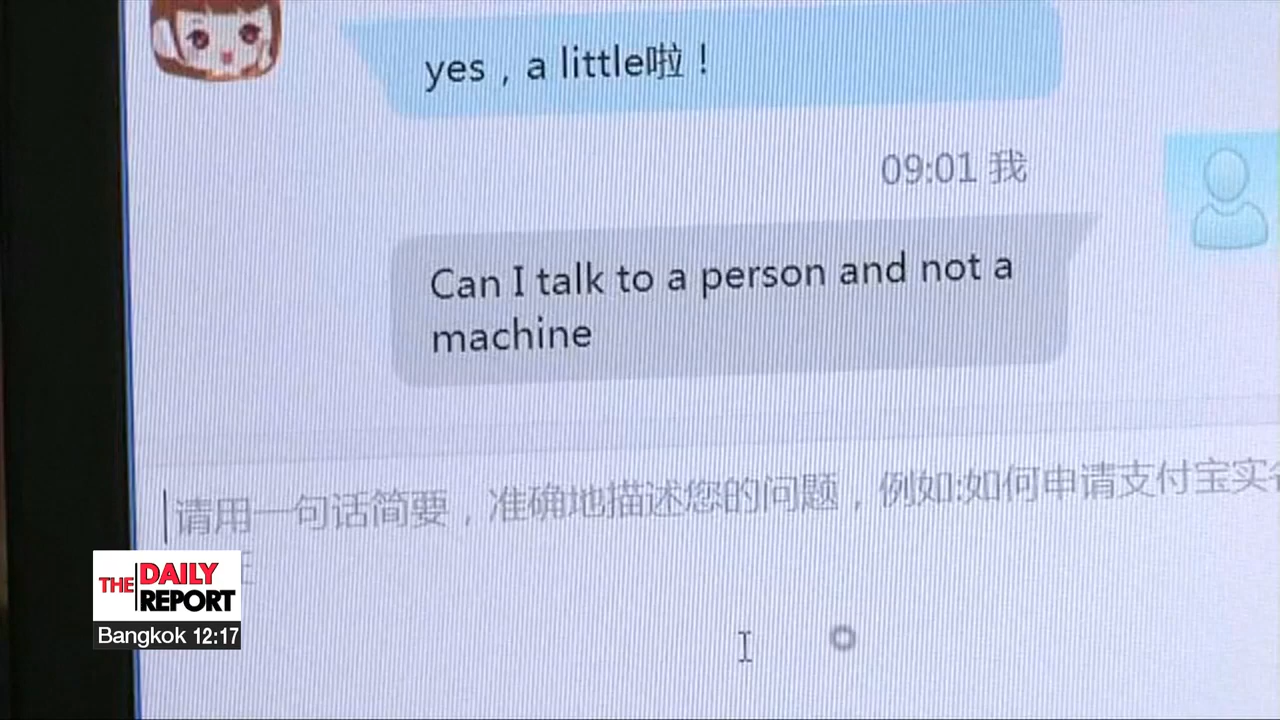 yes，a little啦！
09:01 我
Can I talk to a person and not a
machine
请用一句话简要，准确地描述您的问题，例如:如何申请支付宝实
THE DAILY
REPORT
Bangkok 12:17